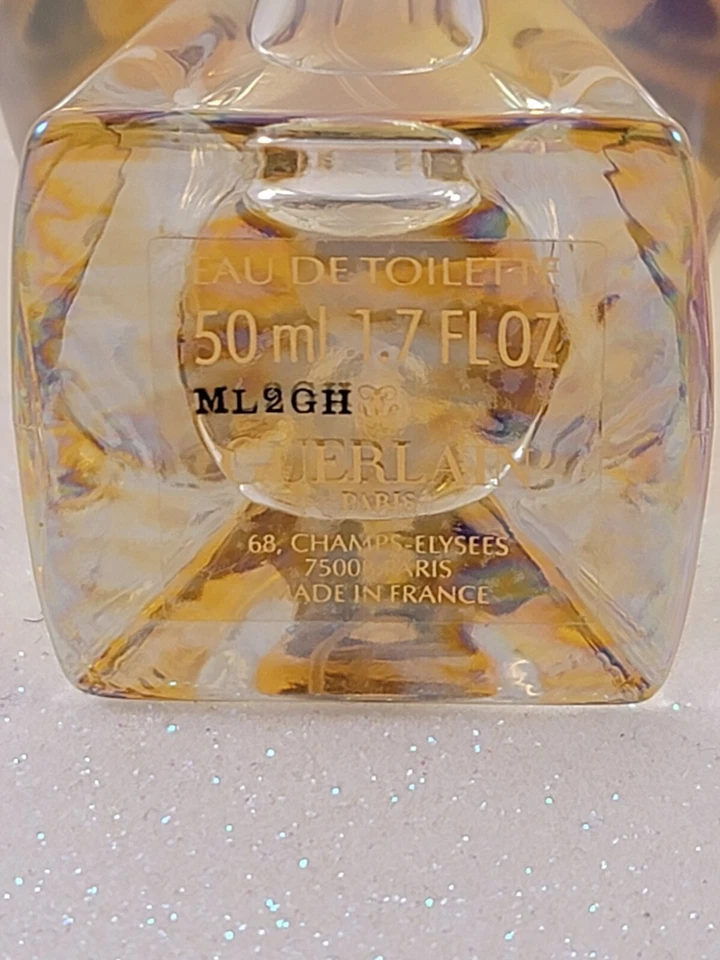 EAU DE TOILETTE
50 ml 1.7 FL OZ
ML2GH
GUERLAIN
PARIS
68, CHAMPS-ELYSEES
PARIS
MADE IN FRANCE